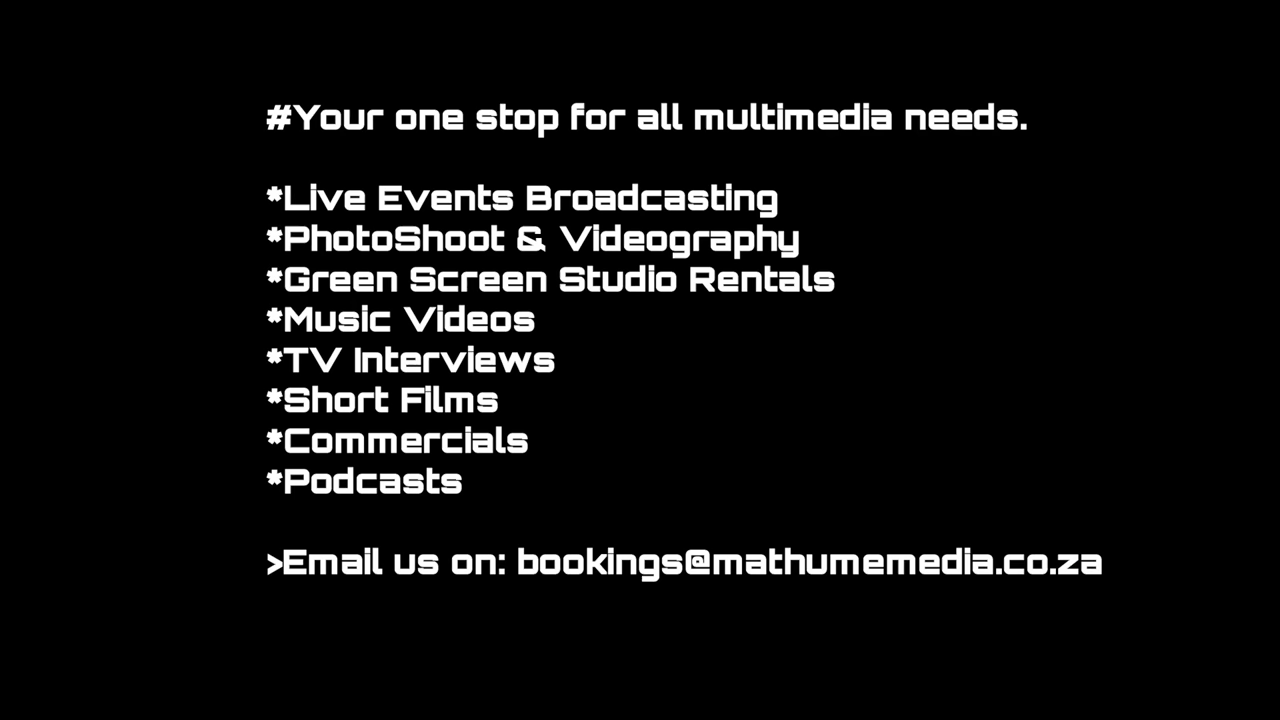 #Your one stop for all multimedia needs.
*Live Events Broadcasting
*PhotoShoot & Videography
*Green Screen Studio Rentals
*Music Videos
*TV Interviews
*Short Films
*Commercials
*Podcasts
>Email us on: bookings@mathumemedia.co.za